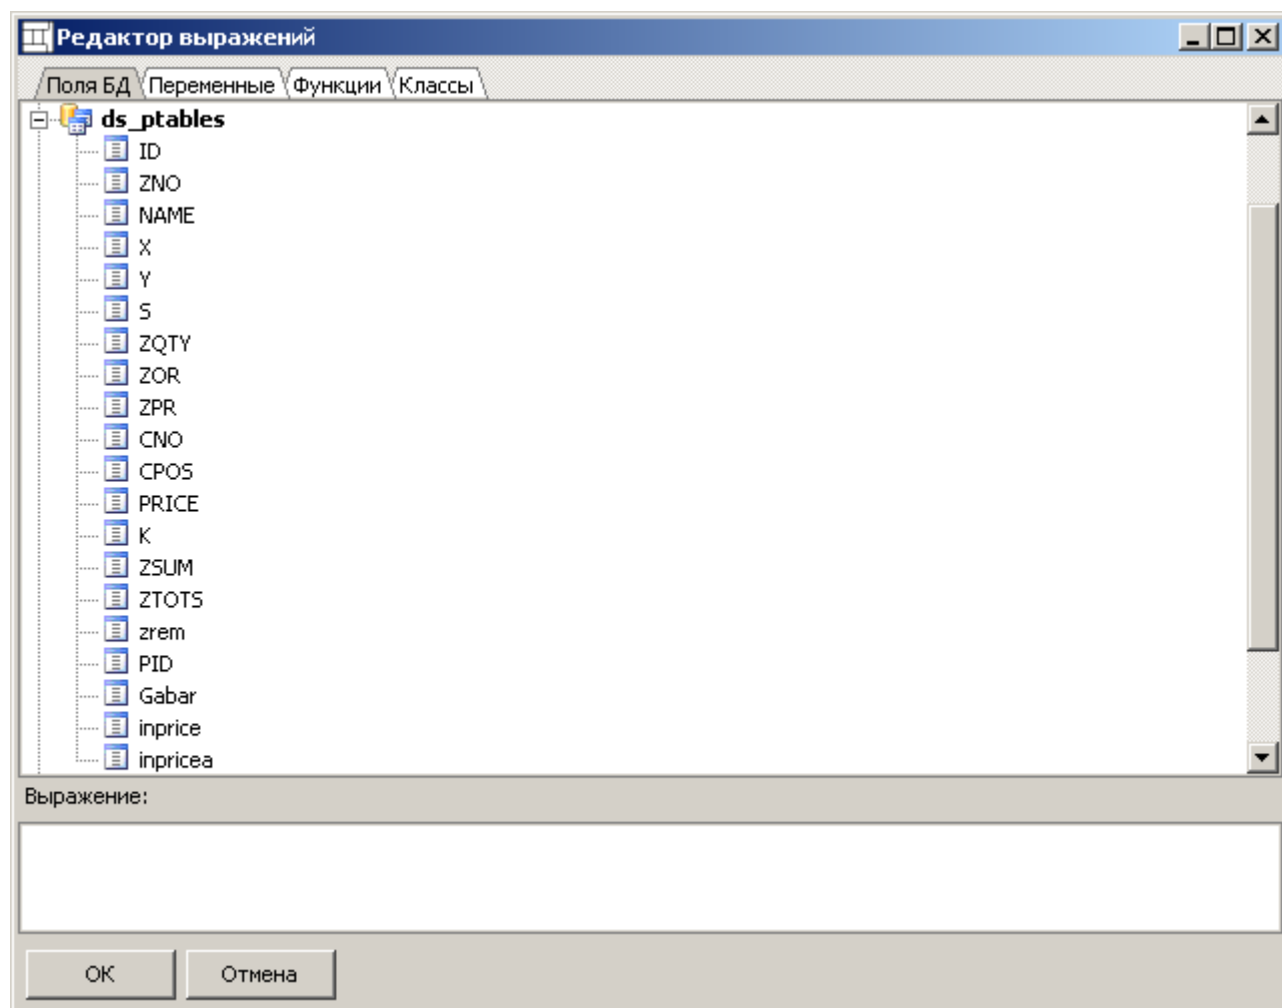 Редактор выражений
Поля БД Переменные Функции Классы
ds_ptables
ID
ZNO
NAME
X
Y
S
ZQTY
ZOR
ZPR
CNO
CPOS
PRICE
K
ZSUM
ZTOTS
zrem
PID
Gabar
inprice
inpricea
Выражение:
ОК Отмена